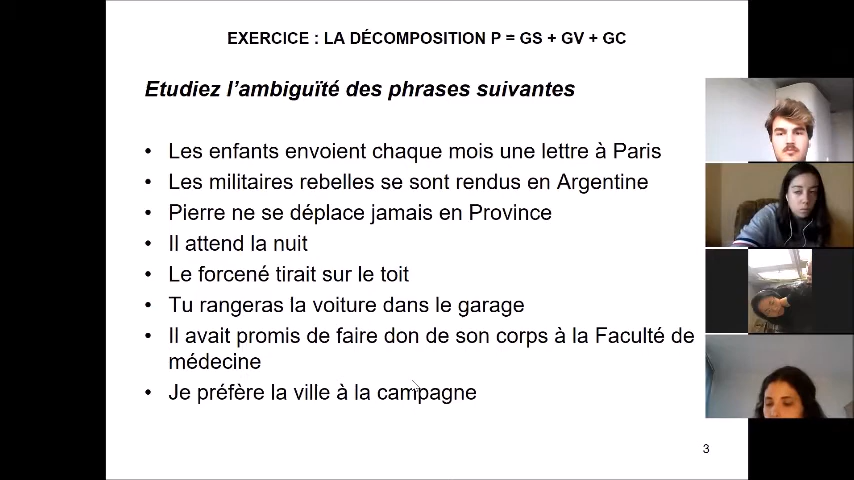 EXERCICE : LA DÉCOMPOSITION P = GS + GV + GC
Etudiez l’ambiguïté des phrases suivantes
• Les enfants envoient chaque mois une lettre à Paris
• Les militaires rebelles se sont rendus en Argentine
• Pierre ne se déplace jamais en Province
• Il attend la nuit
• Le forcené tirait sur le toit
• Tu rangeras la voiture dans le garage
• Il avait promis de faire don de son corps à la Faculté de
médecine
• Je préfère la ville à la campagne
3